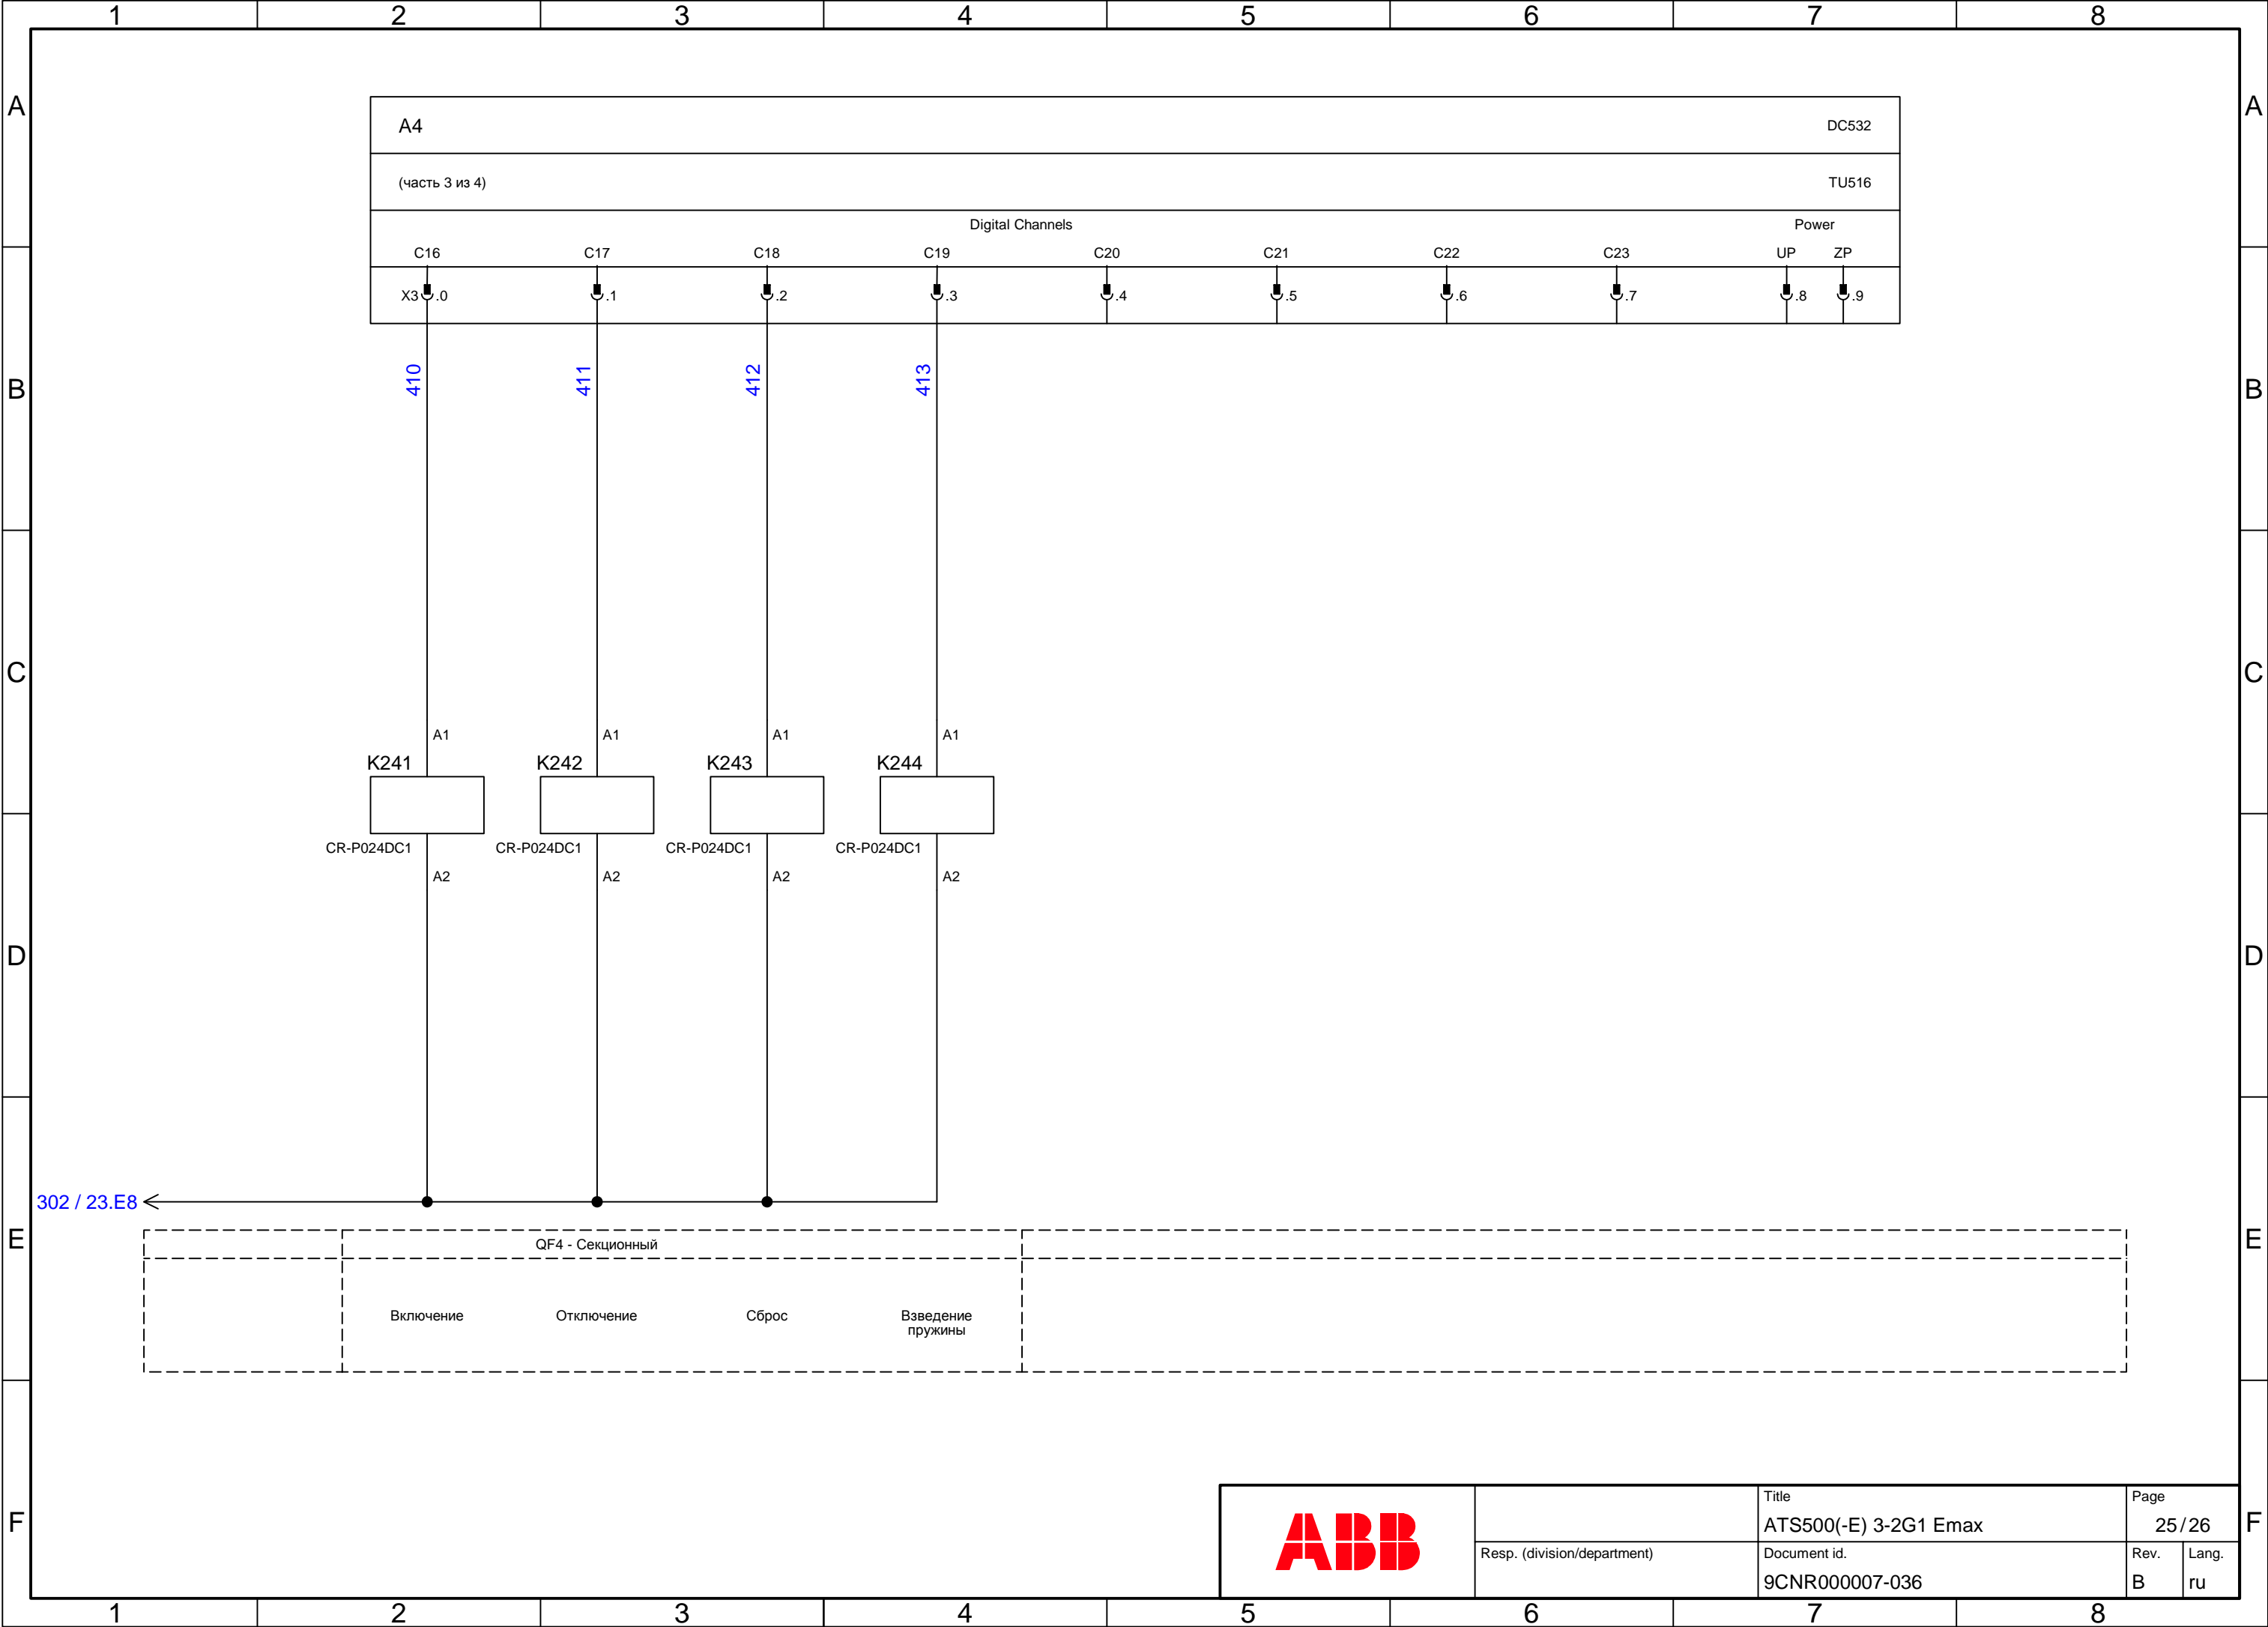 1 2 3 4 5 6 7 8
A A
A4 DC532
(часть 3 из 4) TU516
Digital Channels Power
C16 C17 C18 C19 C20 C21 C22 C23 UP ZP
X3 .0 .1 .2 .3 .4 .5 .6 .7 .8 .9
410 411 412 413
B B
C C
A1 A1 A1 A1
K241 K242 K243 K244
CR-P024DC1 CR-P024DC1 CR-P024DC1 CR-P024DC1
A2 A2 A2 A2
D D
302 / 23.E8
E E
QF4 - Секционный
Включение Отключение Сброс Взведение
пружины
F F
ABB
Title
ATS500(-E) 3-2G1 Emax
Page
25/26
Resp. (division/department)
Document id.
9CNR000007-036
Rev.
B
Lang.
ru
1 2 3 4 5 6 7 8